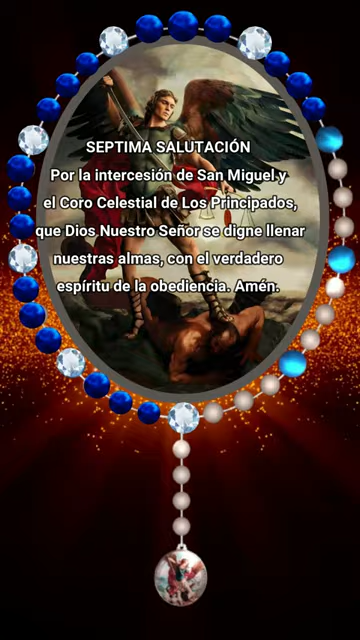 SEPTIMA SALUTACIÓN
Por la intercesión de San Miguel y
el Coro Celestial de Los Principados,
que Dios Nuestro Señor se digne llenar
nuestras almas, con el verdadero
espíritu de la obediencia. Amén.